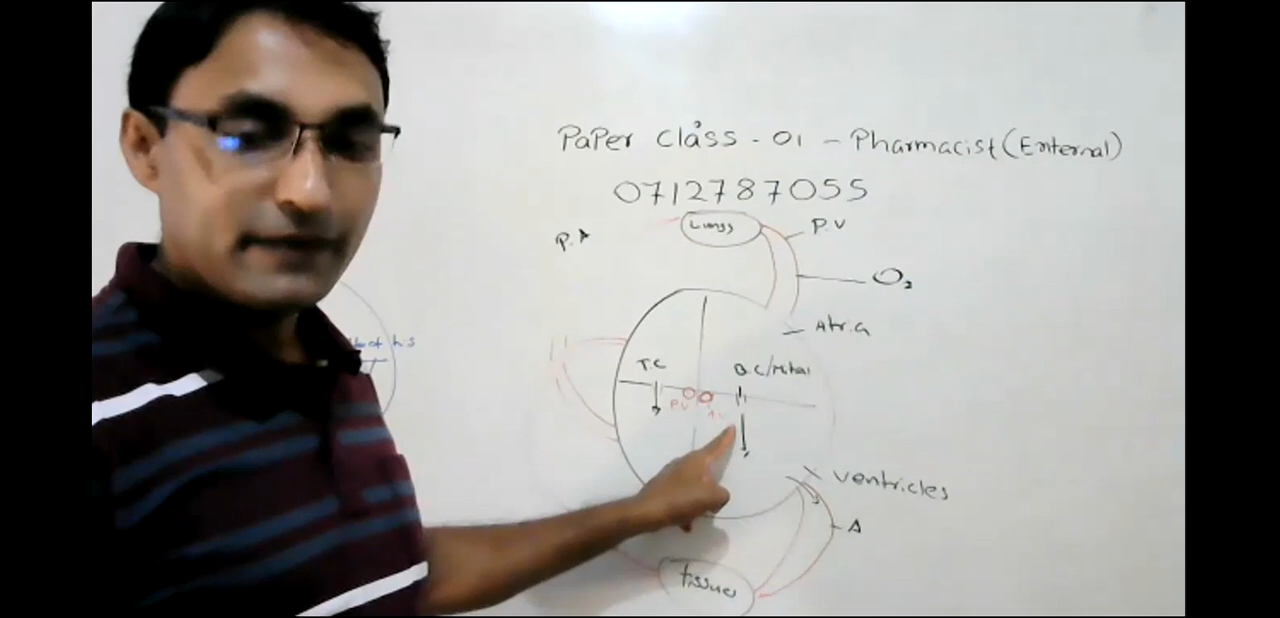 PaPer Class - 01 - Pharmacist (External)
0712787055
Lungs
P.V
P.A
O₂
Atria
T.C
B.C/Mitral
P.V
A.V
Ventricles
A
tissues